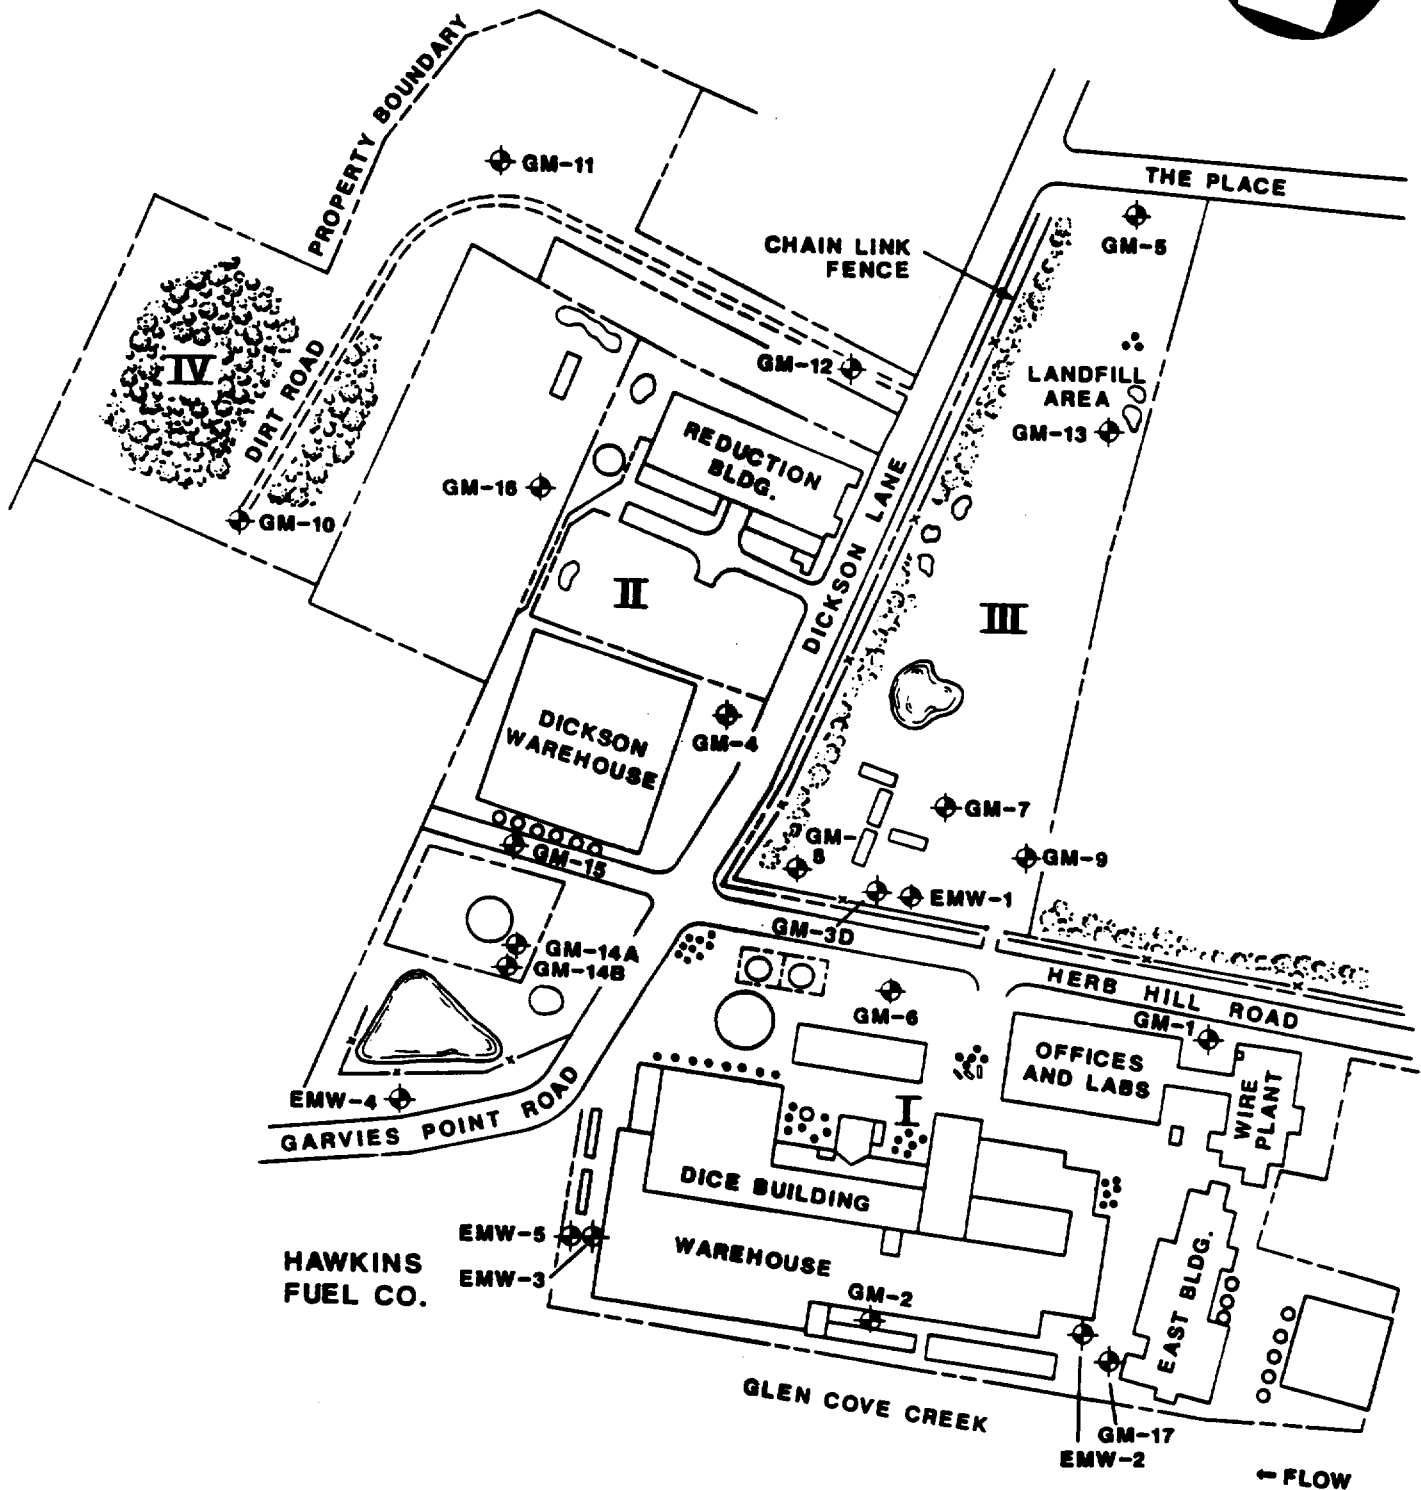 PROPERTY BOUNDARY
GM-11
THE PLACE
GM-5
CHAIN LINK
FENCE
IV
DIRT ROAD
GM-12
LANDFILL
AREA
GM-13
REDUCTION
BLDG.
GM-16
GM-10
DICKSON LANE
II
III
DICKSON
WAREHOUSE
GM-4
GM-7
GM-
8
GM-9
GM-15
EMW-1
GM-3D
GM-14A
GM-14B
HERB HILL ROAD
GM-6
GM-1
OFFICES
AND LABS
WIRE
PLANT
EMW-4
GARVIES POINT ROAD
I
DICE BUILDING
EMW-5
EMW-3
WAREHOUSE
HAWKINS
FUEL CO.
GM-2
EAST BLDG.
GLEN COVE CREEK
GM-17
EMW-2
← FLOW